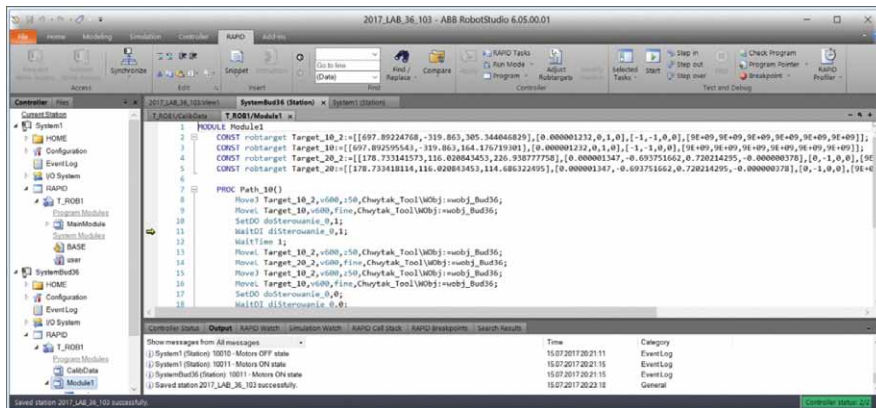 2017_LAB_36_103 - ABB RobotStudio 6.05.00.01
File Home Modeling Simulation Controller RAPID Add-Ins
Synchronize
Snippet
Go to line
(Data)
Find / Replace
Compare
RAPID Tasks
Run Mode
Program
Adjust Robtargets
Selected Tasks
Start
Step in
Step out
Step over
Check Program
Program Pointer
Breakpoint
RAPID Profiler
Access Edit Insert Find Controller Test and Debug
Controller Files
Current Station
System1
HOME
Configuration
EventLog
I/O System
RAPID
T_ROB1
Program Modules
MainModule
System Modules
BASE
user
SystemBud36
HOME
Configuration
EventLog
I/O System
RAPID
T_ROB1
Program Modules
CalibData
Module1
2017_LAB_36_103:View1 SystemBud36 (Station) x System1 (Station)
T_ROB1/CalibData T_ROB1/Module1 x
1 MODULE Module1
2 CONST robtarget Target_10_2:=[[697.89224768,-319.863,305.344046829],[0.000001232,0,1,0],[-1,-1,0,0],[9E+09,9E+09,9E+09,9E+09,9E+09,9E+09]];
3 CONST robtarget Target_10:=[[697.892595543,-319.863,164.176719301],[0.000001232,0,1,0],[-1,-1,0,0],[9E+09,9E+09,9E+09,9E+09,9E+09,9E+09]];
4 CONST robtarget Target_20_2:=[[178.733141573,116.020843453,226.938777758],[0.000001347,-0.693751662,0.720214295,-0.000000378],[0,-1,0,0],[9E
5 CONST robtarget Target_20:=[[178.733418114,116.020843453,114.686322495],[0.000001347,-0.693751662,0.720214295,-0.000000378],[0,-1,0,0],[9E+0
6
7 PROC Path_10()
8 MoveJ Target_10_2,v600,z50,Chwytak_Tool\WObj:=wobj_Bud36;
9 MoveL Target_10,v600,fine,Chwytak_Tool\WObj:=wobj_Bud36;
10 SetDO doSterowanie_0,1;
11 WaitDI diSterowanie_0,1;
12 WaitTime 1;
13 MoveL Target_10_2,v600,z50,Chwytak_Tool\WObj:=wobj_Bud36;
14 MoveL Target_20_2,v600,fine,Chwytak_Tool\WObj:=wobj_Bud36;
15 MoveJ Target_10_2,v600,z50,Chwytak_Tool\WObj:=wobj_Bud36;
16 MoveL Target_10,v600,fine,Chwytak_Tool\WObj:=wobj_Bud36;
17 SetDO doSterowanie_0,0;
18 WaitDI diSterowanie_0,0;
Controller Status Output RAPID Watch Simulation Watch RAPID Call Stack RAPID Breakpoints Search Results
Show messages from All messages Time Category
System1 (Station): 10010 - Motors OFF state 15.07.2017 20:21:11 EventLog
System1 (Station): 10011 - Motors ON state 15.07.2017 20:21:15 EventLog
SystemBud36 (Station): 10011 - Motors ON state 15.07.2017 20:21:15 EventLog
Saved station 2017_LAB_36_103 successfully. 15.07.2017 20:23:18 General
Saved station 2017_LAB_36_103 successfully. Controller status: 2/2